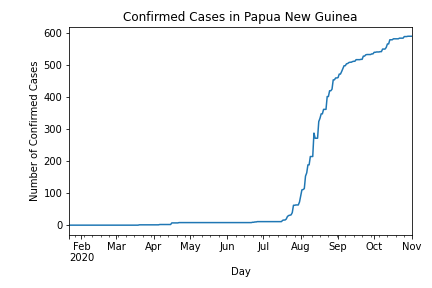 Confirmed Cases in Papua New Guinea
600
500
400
300
200
100
0
Number of Confirmed Cases
Feb Mar Apr May Jun Jul Aug Sep Oct Nov
2020
Day